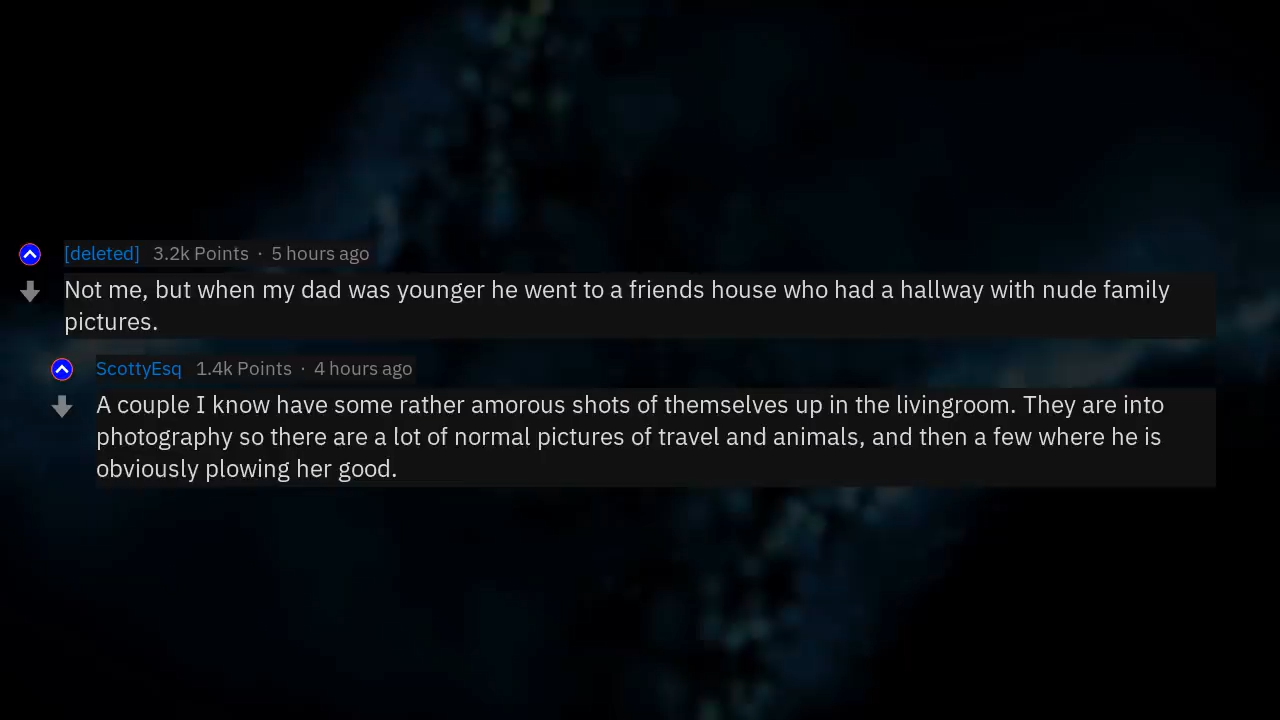 [deleted] 3.2k Points · 5 hours ago
Not me, but when my dad was younger he went to a friends house who had a hallway with nude family
pictures.
ScottyEsq 1.4k Points · 4 hours ago
A couple I know have some rather amorous shots of themselves up in the livingroom. They are into
photography so there are a lot of normal pictures of travel and animals, and then a few where he is
obviously plowing her good.